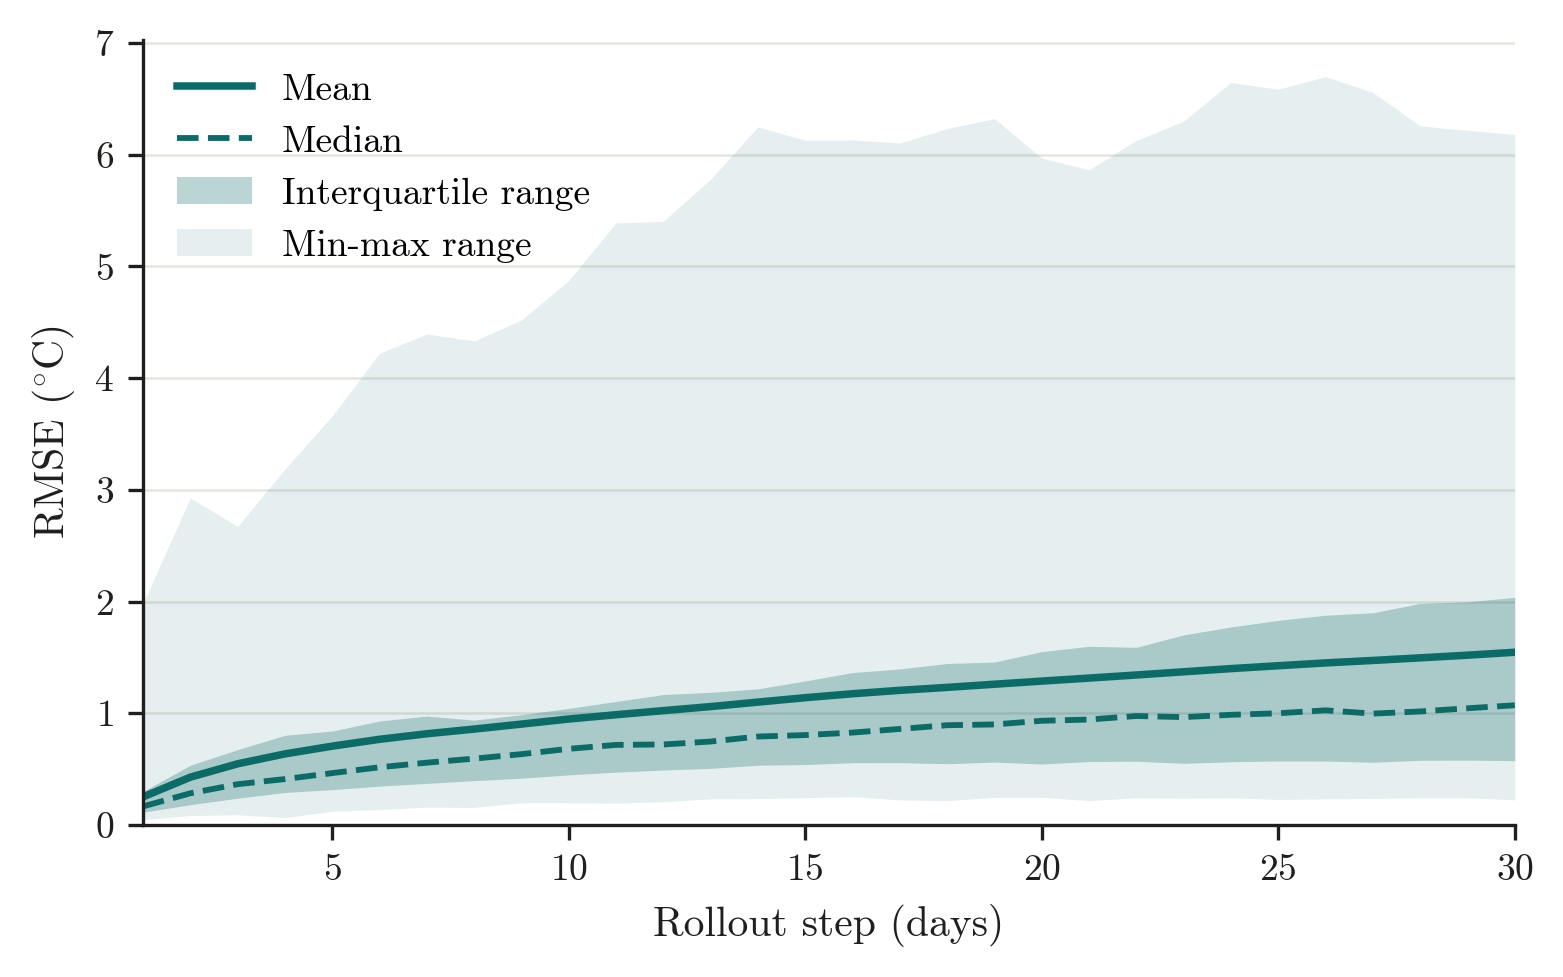 7
6
5
4
3
2
1
0
RMSE (°C)
Mean
Median
Interquartile range
Min-max range
5 10 15 20 25 30
Rollout step (days)